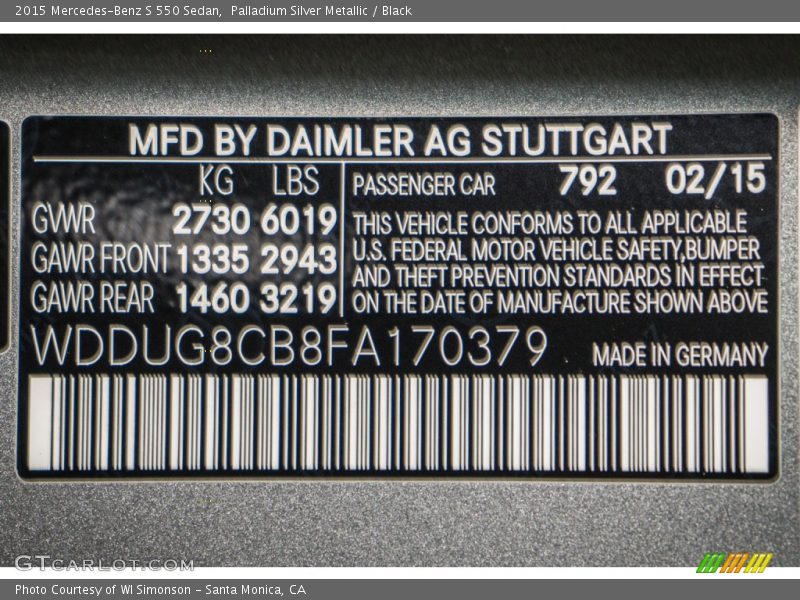 2015 Mercedes-Benz S 550 Sedan,  Palladium Silver Metallic / Black
MFD BY DAIMLER AG STUTTGART
KG LBS
GWR 2730 6019
GAWR FRONT 1335 2943
GAWR REAR 1460 3219
PASSENGER CAR 792 02/15
THIS VEHICLE CONFORMS TO ALL APPLICABLE
U.S. FEDERAL MOTOR VEHICLE SAFETY,BUMPER
AND THEFT PREVENTION STANDARDS IN EFFECT
ON THE DATE OF MANUFACTURE SHOWN ABOVE
WDDUG8CB8FA170379
MADE IN GERMANY
GTCARLOT.COM
Photo Courtesy of WI Simonson - Santa Monica, CA